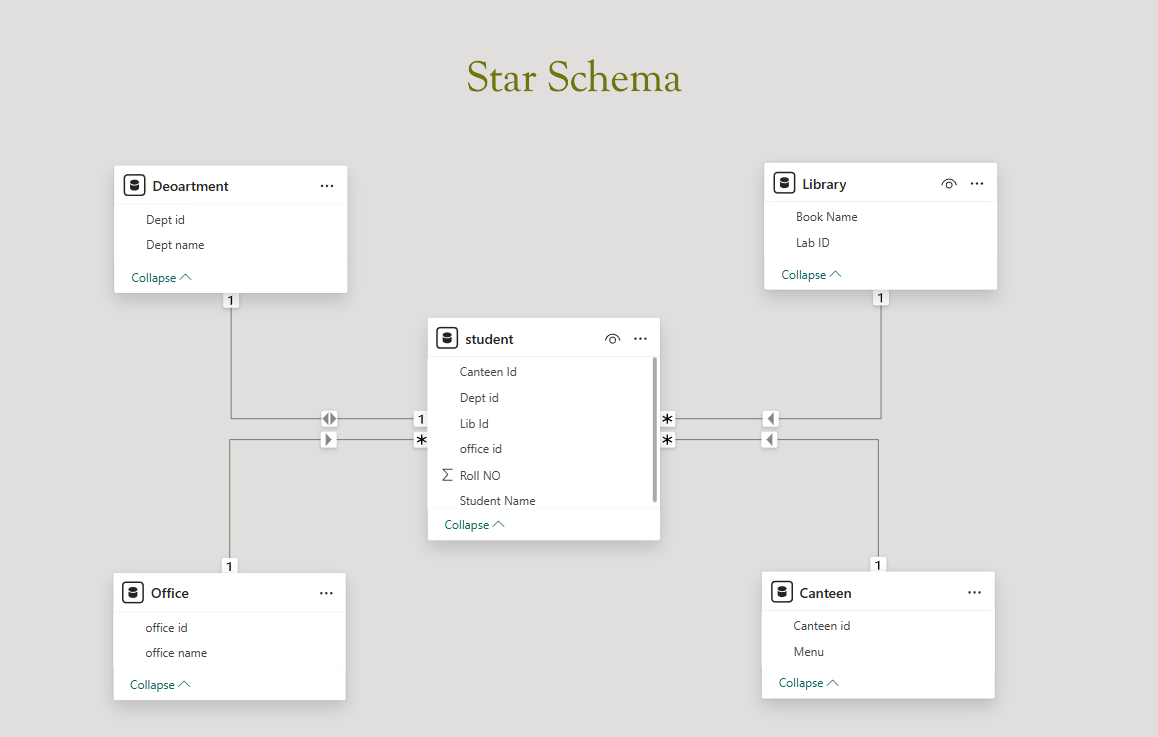 Star Schema
Deoartment
Dept id
Dept name
Collapse
1
Library
Book Name
Lab ID
Collapse
1
student
Canteen Id
Dept id
Lib Id
office id
Σ Roll NO
Student Name
Collapse
1
*
*
*
1
Office
office id
office name
Collapse
1
Canteen
Canteen id
Menu
Collapse